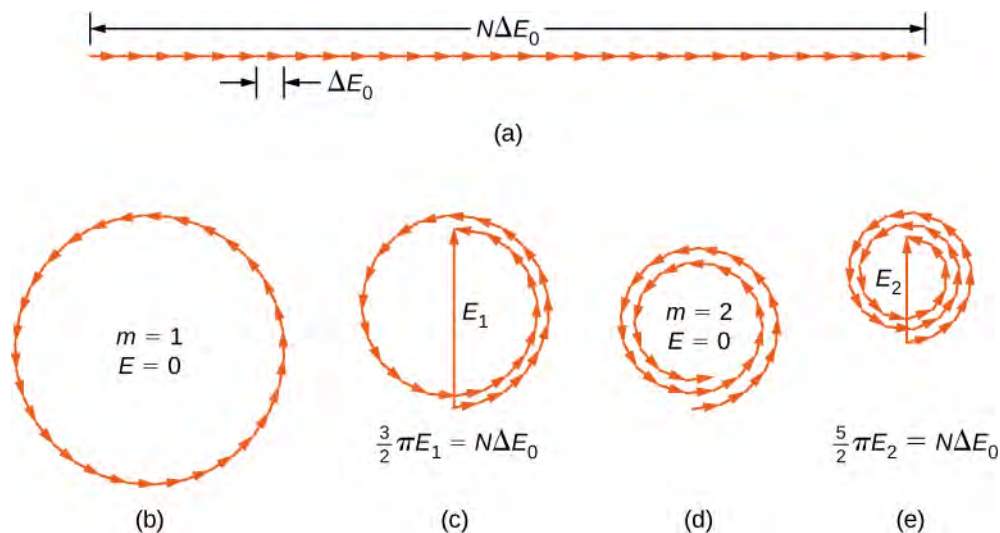 NΔE₀
ΔE₀
(a)
m = 1
E = 0
E₁
m = 2
E = 0
E₂
3/2 πE₁ = NΔE₀
5/2 πE₂ = NΔE₀
(b)
(c)
(d)
(e)